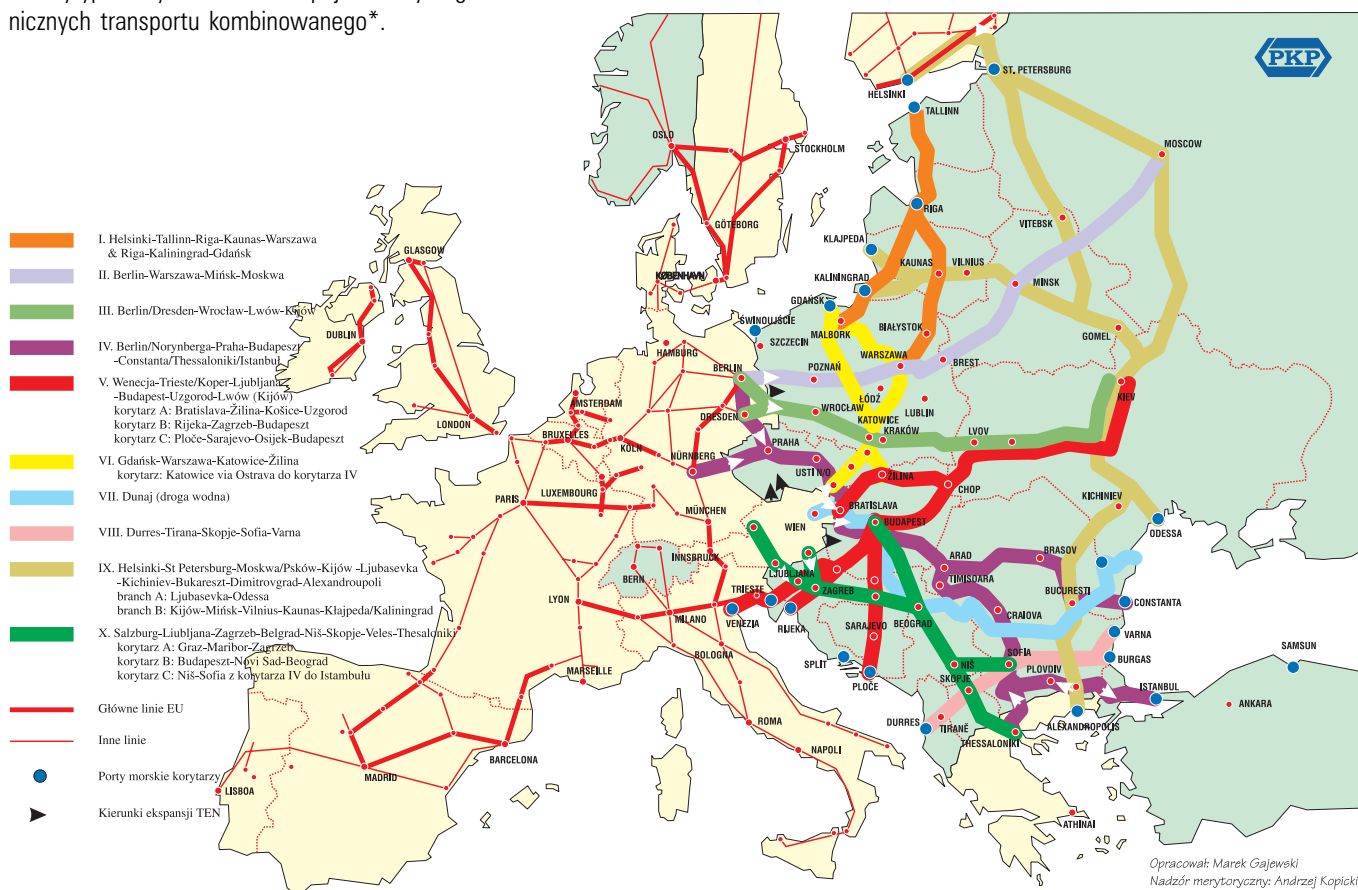 nicznych transportu kombinowanego*.
PKP
I. Helsinki-Tallinn-Riga-Kaunas-Warszawa
& Riga-Kaliningrad-Gdańsk
II. Berlin-Warszawa-Mińsk-Moskwa
III. Berlin/Dresden-Wrocław-Lwów-Kijów
IV. Berlin/Norynberga-Praha-Budapeszt
-Constanta/Thessaloniki/Istanbuł
V. Wenecja-Trieste/Koper-Ljubljana
-Budapest-Uzgorod-Lwów (Kijów)
korytarz A: Bratislava-Žilina-Košice-Uzgorod
korytarz B: Rijeka-Zagrzeb-Budapeszt
korytarz C: Ploče-Sarajewo-Osijek-Budapeszt
VI. Gdańsk-Warszawa-Katowice-Žilina
korytarz: Katowice via Ostrava do korytarza IV
VII. Dunaj (droga wodna)
VIII. Durres-Tirana-Skopje-Sofia-Varna
IX. Helsinki-St Petersburg-Moskwa/Psków-Kijów -Ljubasevka
-Kichiniev-Bukareszt-Dimitrovgrad-Alexandroupoli
branch A: Ljubasevka-Odessa
branch B: Kijów-Mińsk-Vilnius-Kaunas-Kłajpeda/Kaliningrad
X. Salzburg-Liubljana-Zagrzeb-Belgrad-Niš-Skopje-Veles-Thesaloniki
korytarz A: Graz-Maribor-Zagrzeb
korytarz B: Budapeszt-Novi Sad-Beograd
korytarz C: Niš-Sofia z korytarza IV do Istambułu
Główne linie EU
Inne linie
Porty morskie korytarzy
Kierunki ekspansji TEN
ST. PETERSBURG
HELSINKI
TALLINN
OSLO
STOCKHOLM
MOSCOW
RIGA
GÖTEBORG
VITEBSK
KLAJPEDA
GLASGOW
KAUNAS
VILNIUS
KØBENHAVN
KALININGRAD
MINSK
GDAŃSK
ŚWINOUJŚCIE
DUBLIN
MALBORK
BIAŁYSTOK
GOMEL
SZCZECIN
HAMBURG
WARSZAWA
BREST
BERLIN
POZNAŃ
KIEV
AMSTERDAM
ŁÓDŹ
LUBLIN
DRESDEN
WROCŁAW
LONDON
KATOWICE
BRUXELLES
KRAKÓW
LVOV
KÖLN
PRAHA
NÜRNBERG
USTÍ N/O
ŽILINA
CHOP
LUXEMBOURG
KICHINIEV
PARIS
BRATISLAVA
MÜNCHEN
WIEN
BUDAPEST
ODESSA
INNSBRUCK
ARAD
BRASOV
LJUBLJANA
TIMISOARA
BERN
TRIESTE
ZAGREB
BUCURESTI
LYON
CONSTANTA
MILANO
VENEZIA
CRAIOVA
RIJEKA
SARAJEVO
BEOGRAD
VARNA
BOLOGNA
SPLIT
SOFIA
BURGAS
SAMSUN
MARSEILLE
NIŠ
PLOVDIV
PLOČE
SKOPJE
ISTANBUL
ANKARA
ROMA
DURRES
TIRANĚ
ALEXANDROPOLIS
THESSALONIKI
NAPOLI
BARCELONA
MADRID
LISBOA
ATHINAI
Opracował: Marek Gajewski
Nadzór merytoryczny: Andrzej Kopicki